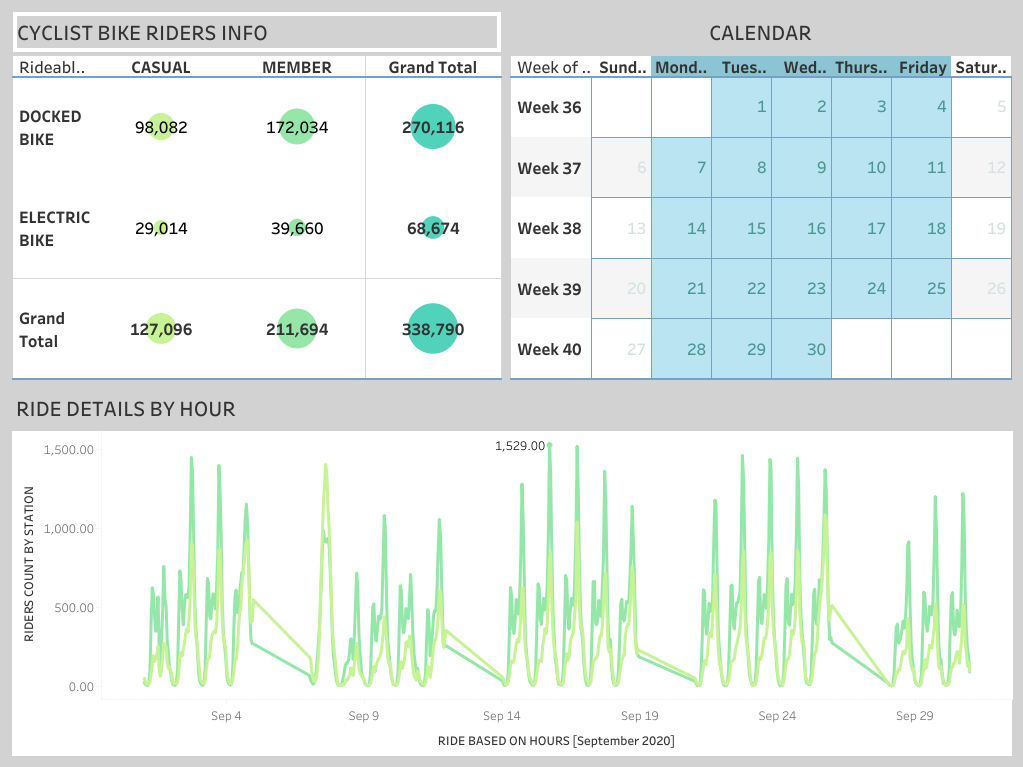 CYCLIST BIKE RIDERS INFO
Rideabl.. CASUAL MEMBER Grand Total
DOCKED
BIKE
98,082 172,034 270,116
ELECTRIC
BIKE
29,014 39,660 68,674
Grand
Total
127,096 211,694 338,790
CALENDAR
Week of .. Sund.. Mond.. Tues.. Wed.. Thurs.. Friday Satur..
Week 36 1 2 3 4 5
Week 37 6 7 8 9 10 11 12
Week 38 13 14 15 16 17 18 19
Week 39 20 21 22 23 24 25 26
Week 40 27 28 29 30
RIDE DETAILS BY HOUR
RIDERS COUNT BY STATION
1,500.00
1,000.00
500.00
0.00
1,529.00
Sep 4 Sep 9 Sep 14 Sep 19 Sep 24 Sep 29
RIDE BASED ON HOURS [September 2020]